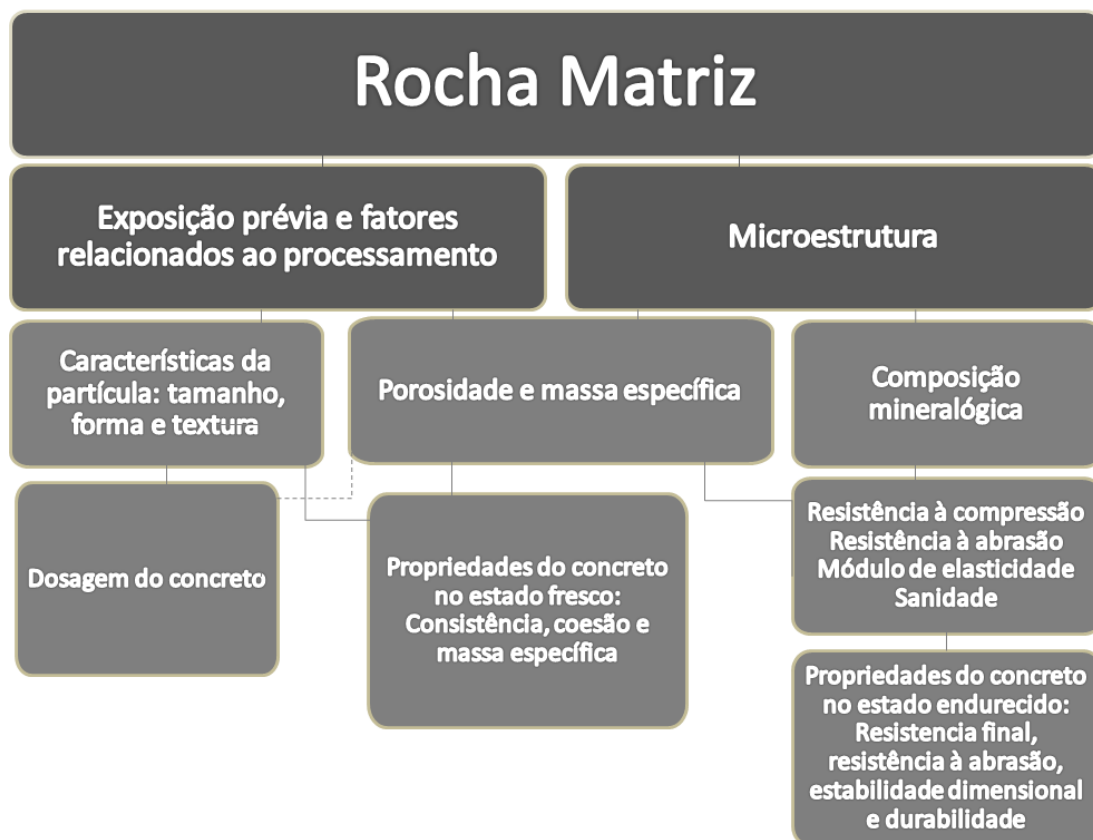 Rocha Matriz
Exposição prévia e fatores
relacionados ao processamento
Microestrutura
Características da
partícula: tamanho,
forma e textura
Porosidade e massa específica
Composição
mineralógica
Dosagem do concreto
Propriedades do concreto
no estado fresco:
Consistência, coesão e
massa específica
Resistência à compressão
Resistência à abrasão
Módulo de elasticidade
Sanidade
Propriedades do concreto
no estado endurecido:
Resistencia final,
resistência à abrasão,
estabilidade dimensional
e durabilidade